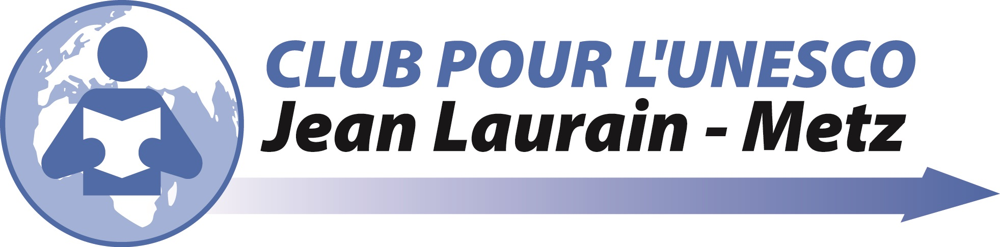 CLUB POUR L'UNESCO
Jean Laurain - Metz